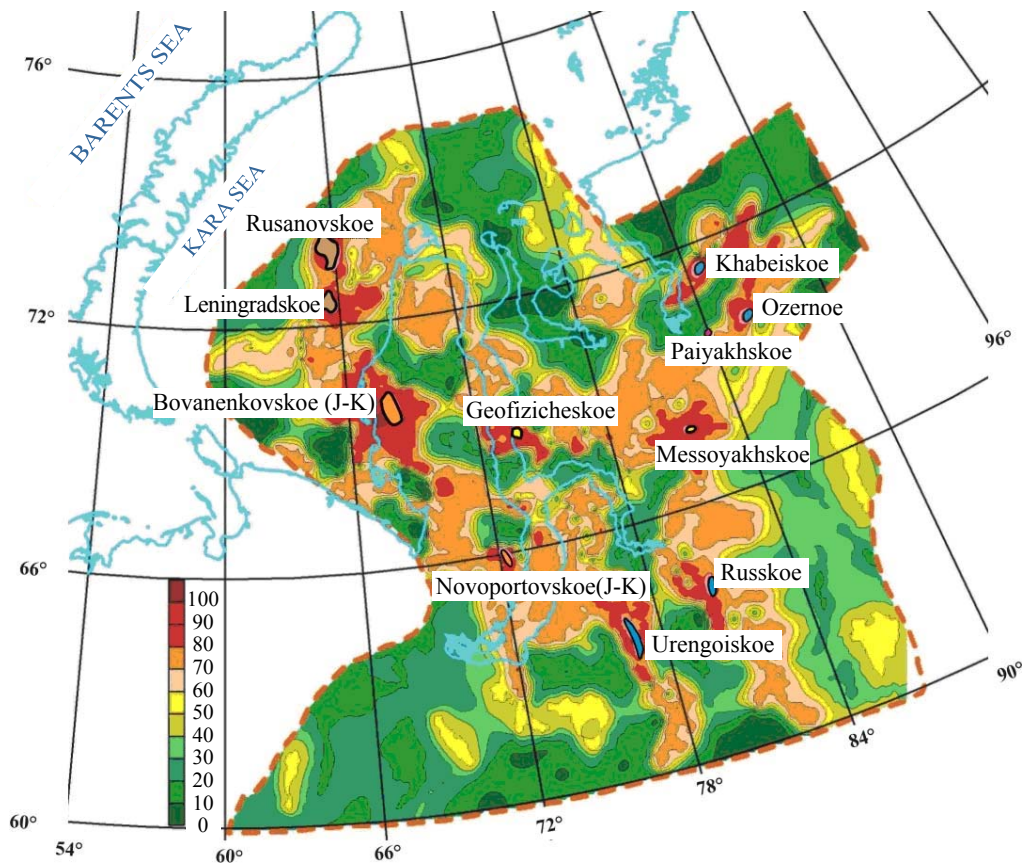 76°
BARENTS SEA
KARA SEA
Rusanovskoe
Khabeiskoe
Leningradskoe
Ozernoe
72°
96°
Paiyakhskoe
Bovanenkovskoe (J-K)
Geofizicheskoe
Messoyakhskoe
66°
Novoportovskoe(J-K)
Russkoe
Urengoiskoe
100
90
80
70
60
50
40
30
20
10
0
90°
84°
78°
72°
66°
60°
60°
54°